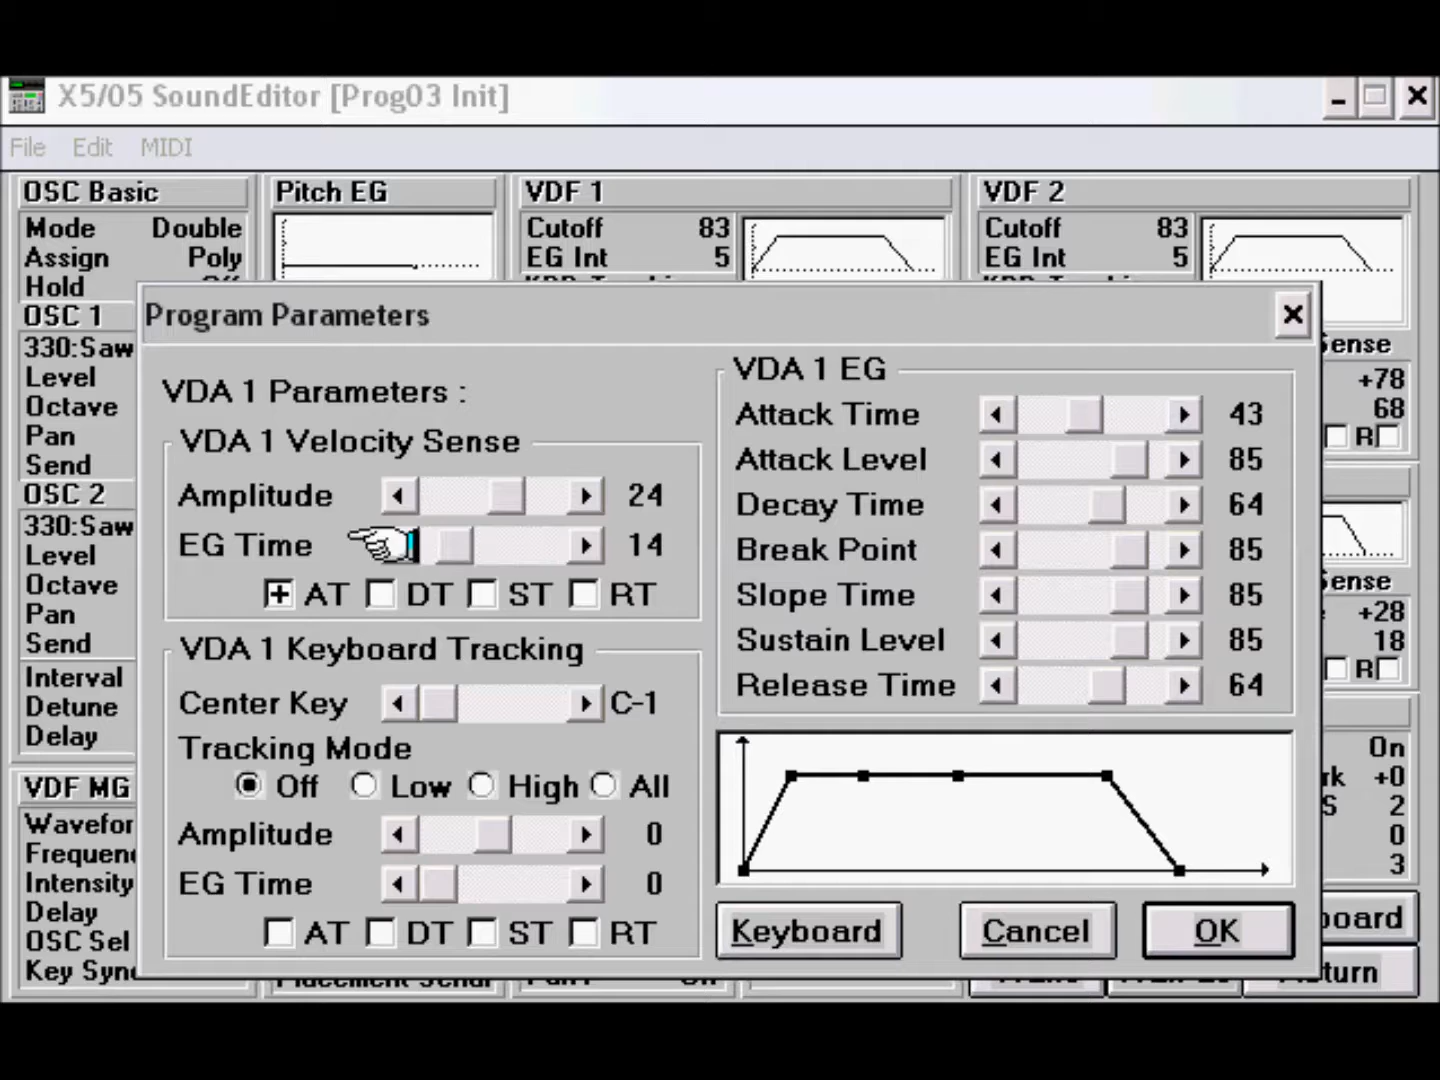 X5/05 SoundEditor [Prog03 Init]
File Edit MIDI
OSC Basic
Mode Double
Assign Poly
Hold
OSC 1
330:Saw
Level
Octave
Pan
Send
OSC 2
330:Saw
Level
Octave
Pan
Send
Interval
Detune
Delay
VDF MG
Frequen
Intensity
Delay
OSC Sel
Key Syn
Pitch EG
VDF 1
Cutoff 83
EG Int 5
VDF 2
Cutoff 83
EG Int 5
Program Parameters
VDA 1 Parameters :
VDA 1 Velocity Sense
Amplitude 24
EG Time 14
AT DT ST RT
VDA 1 Keyboard Tracking
Center Key C-1
Tracking Mode
Off Low High All
Amplitude 0
EG Time 0
AT DT ST RT
VDA 1 EG
Attack Time 43
Attack Level 85
Decay Time 64
Break Point 85
Slope Time 85
Sustain Level 85
Release Time 64
Keyboard Cancel OK
Sense
+78
68
R
Sense
+28
18
R
On
+0
S 2
0
3
board
turn